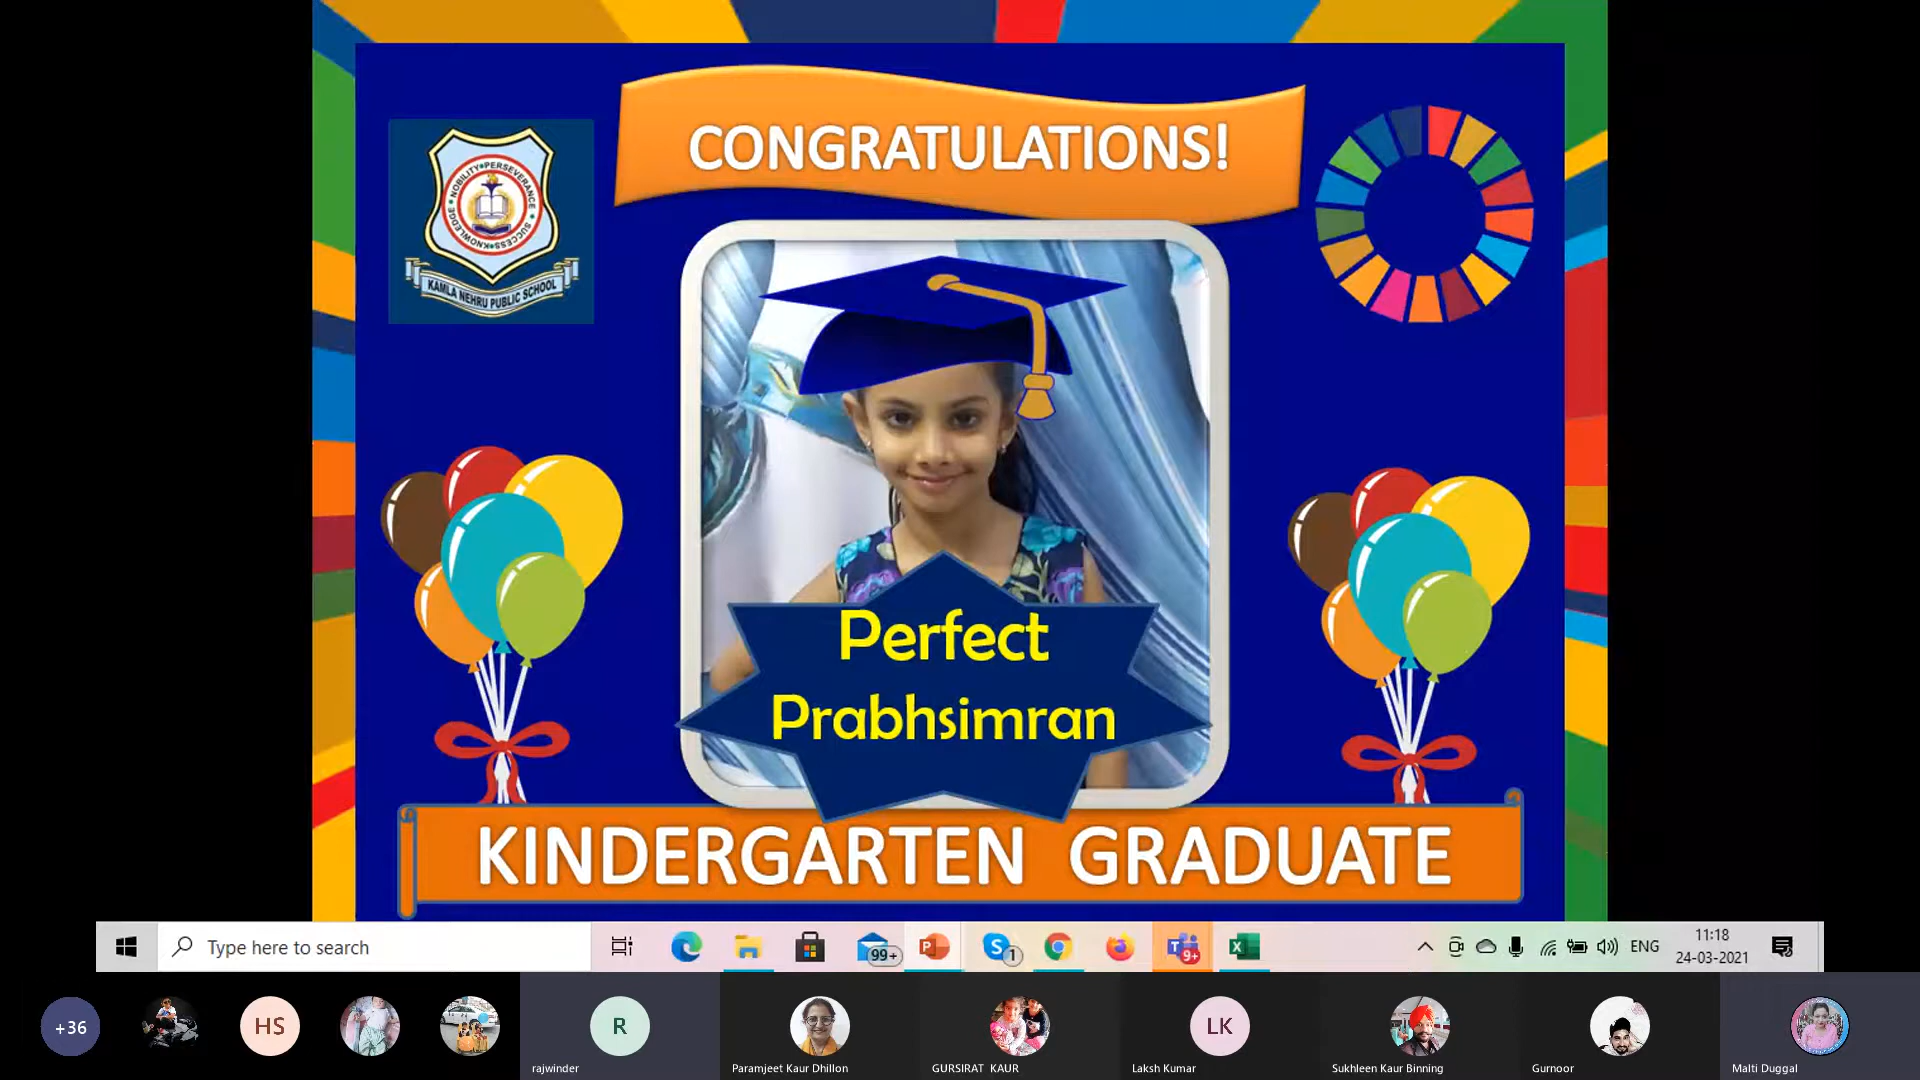 CONGRATULATIONS!
NOBILITY•PERSEVERANCE•SUCCESS•KNOWLEDGE•
KAMLA NEHRU PUBLIC SCHOOL
Perfect
Prabhsimran
KINDERGARTEN GRADUATE
Type here to search
99+
1
9+
ENG
11:18
24-03-2021
+36
HS
R
LK
rajwinder
Paramjeet Kaur Dhillon
GURSIRAT KAUR
Laksh Kumar
Sukhleen Kaur Binning
Gurnoor
Malti Duggal